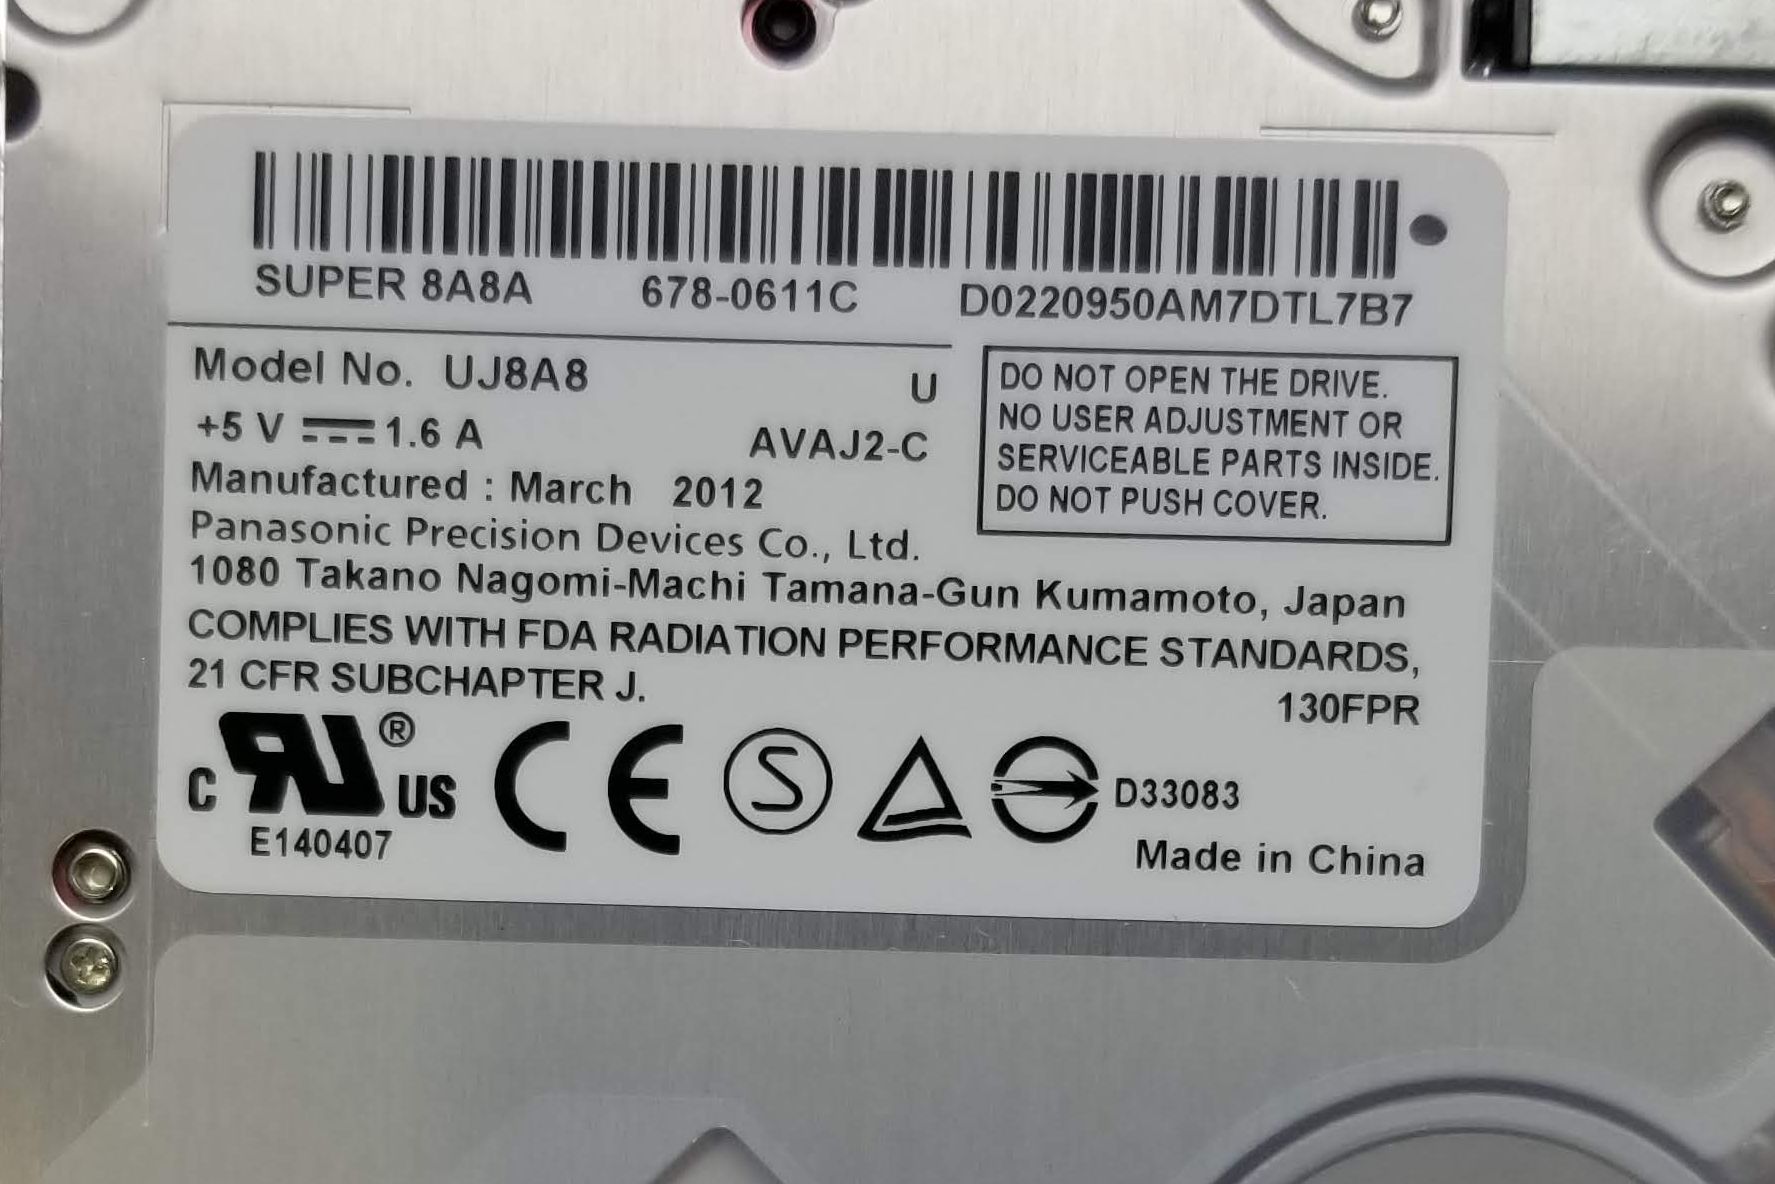 SUPER 8A8A 678-0611C D0220950AM7DTL7B7
Model No. UJ8A8 U
+5 V ⎓ 1.6 A AVAJ2-C
Manufactured : March 2012
Panasonic Precision Devices Co., Ltd.
DO NOT OPEN THE DRIVE.
NO USER ADJUSTMENT OR
SERVICEABLE PARTS INSIDE.
DO NOT PUSH COVER.
1080 Takano Nagomi-Machi Tamana-Gun Kumamoto, Japan
COMPLIES WITH FDA RADIATION PERFORMANCE STANDARDS,
21 CFR SUBCHAPTER J.
130FPR
C RU ® US CE S D33083
E140407
Made in China